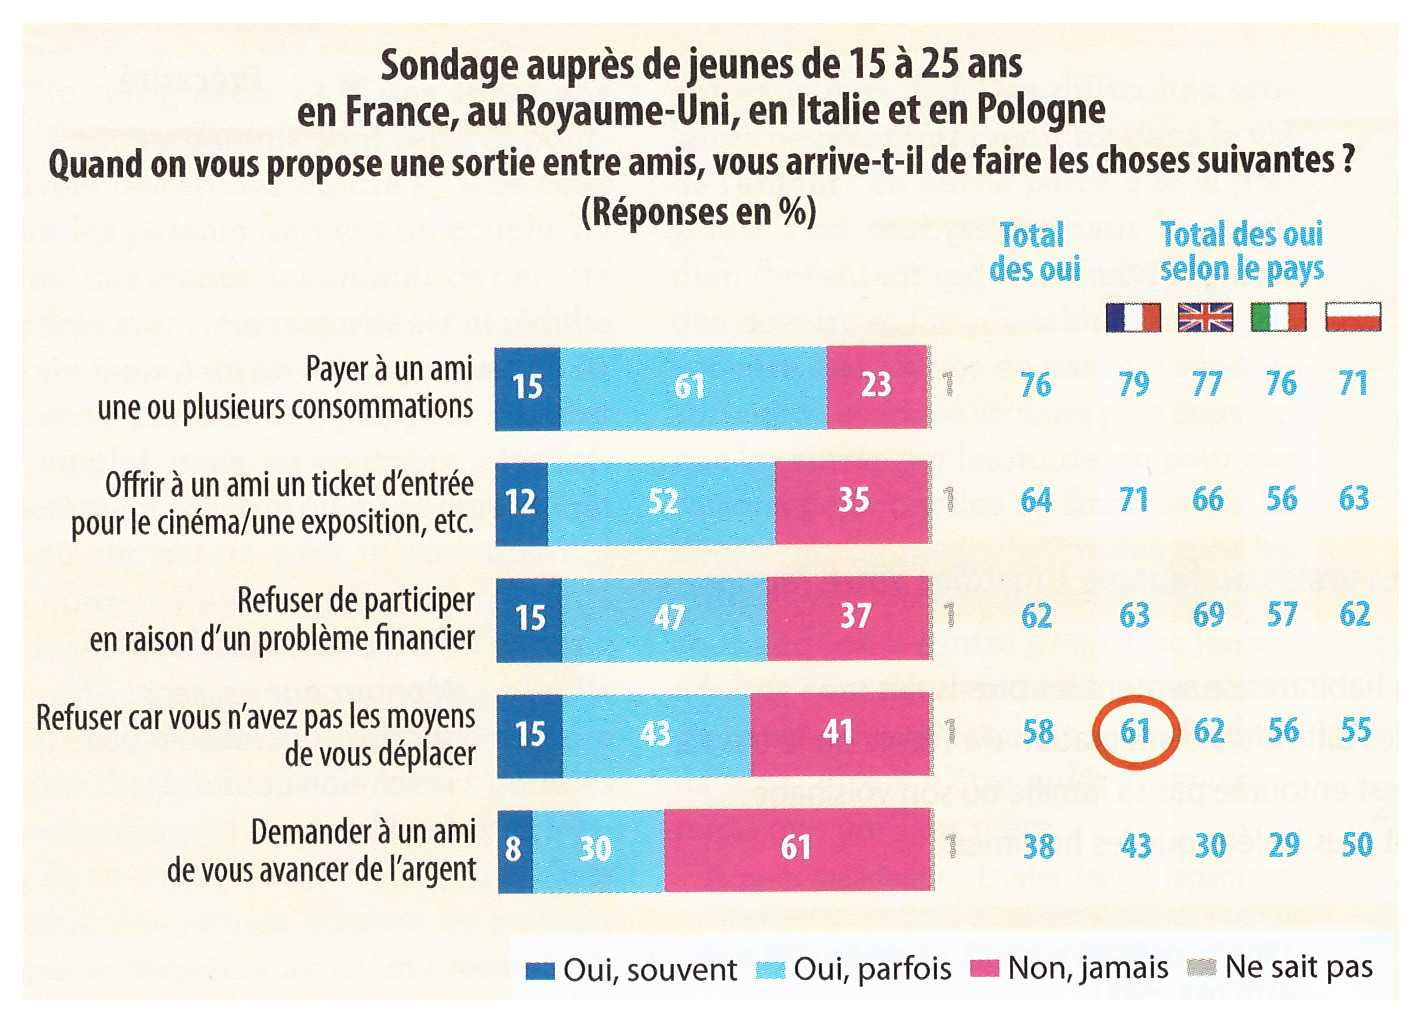 Sondage auprès de jeunes de 15 à 25 ans
en France, au Royaume-Uni, en Italie et en Pologne
Quand on vous propose une sortie entre amis, vous arrive-t-il de faire les choses suivantes ?
(Réponses en %)
Total des oui
Total des oui selon le pays
Payer à un ami
une ou plusieurs consommations
15 61 23 1 76 79 77 76 71
Offrir à un ami un ticket d'entrée
pour le cinéma/une exposition, etc.
12 52 35 1 64 71 66 56 63
Refuser de participer
en raison d'un problème financier
15 47 37 1 62 63 69 57 62
Refuser car vous n'avez pas les moyens
de vous déplacer
15 43 41 1 58 61 62 56 55
Demander à un ami
de vous avancer de l'argent
8 30 61 1 38 43 30 29 50
Oui, souvent Oui, parfois Non, jamais Ne sait pas